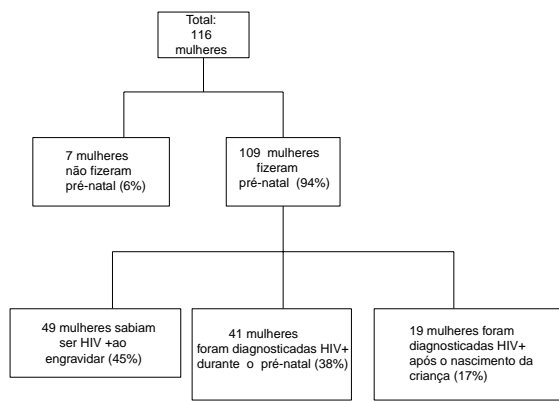 Total:
116
mulheres
7 mulheres
não fizeram
pré-natal (6%)
109 mulheres
fizeram
pré-natal (94%)
49 mulheres sabiam
ser HIV +ao
engravidar (45%)
41 mulheres
foram diagnosticadas HIV+
durante o pré-natal (38%)
19 mulheres foram
diagnosticadas HIV+
após o nascimento da
criança (17%)